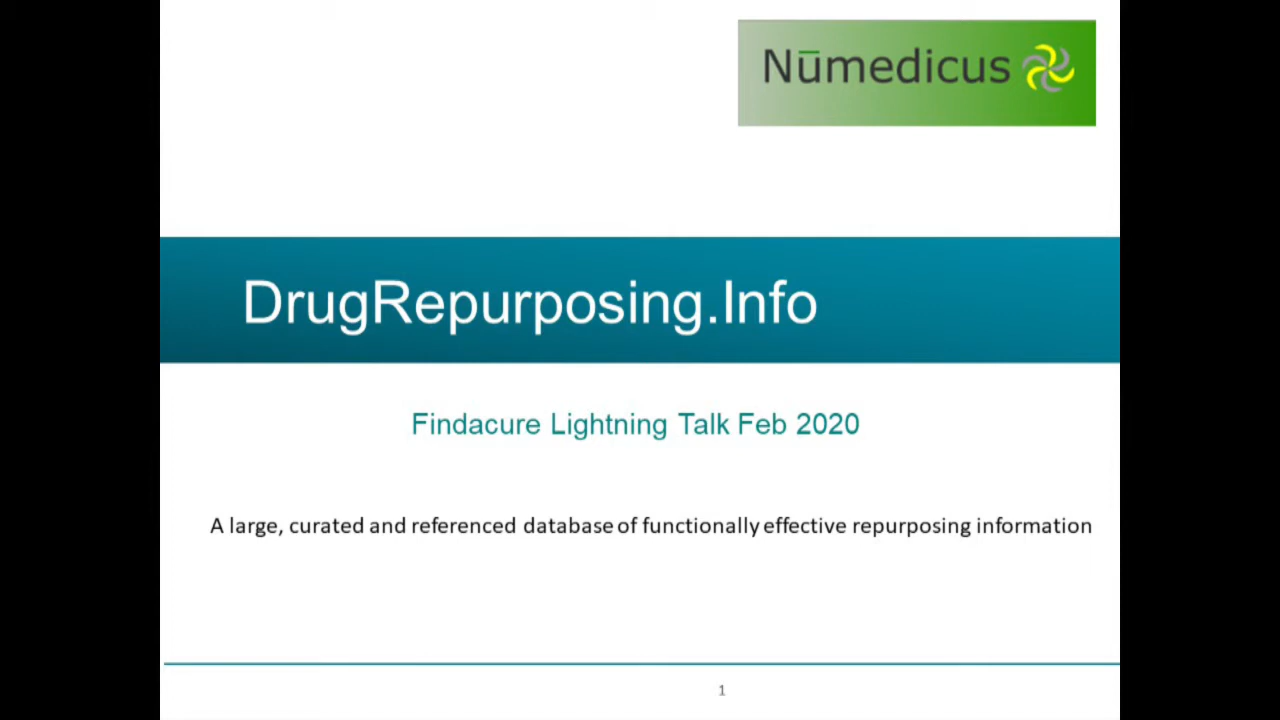 Nūmedicus
DrugRepurposing.Info
Findacure Lightning Talk Feb 2020
A large, curated and referenced database of functionally effective repurposing information
1